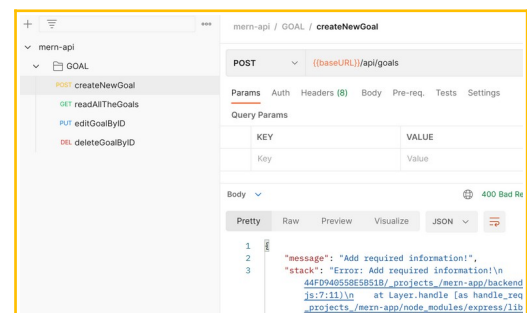 mern-api / GOAL / createNewGoal
mern-api
GOAL
POST createNewGoal
GET readAllTheGoals
PUT editGoalByID
DEL deleteGoalByID
POST {{baseURL}}/api/goals
Params Auth Headers (8) Body Pre-req. Tests Settings
Query Params
KEY VALUE
Key Value
Body 400 Bad Re
Pretty Raw Preview Visualize JSON
1
2 "message": "Add required information!",
3 "stack": "Error: Add required information!\n
44FD940558E5B51B/_projects_/mern-app/backend
js:7:11)\n at Layer.handle [as handle_req
_projects_/mern-app/node_modules/express/lib